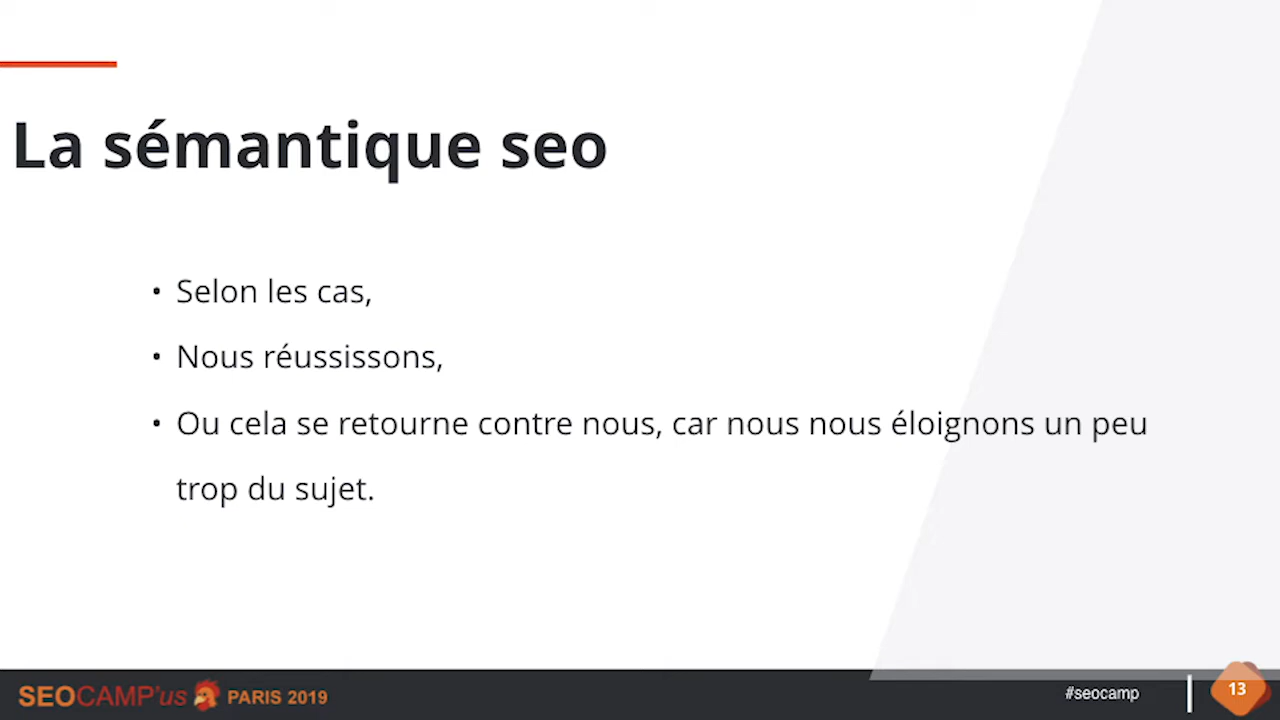 La sémantique seo
• Selon les cas,
• Nous réussissons,
• Ou cela se retourne contre nous, car nous nous éloignons un peu
trop du sujet.
SEOCAMP'us PARIS 2019
#seocamp
13